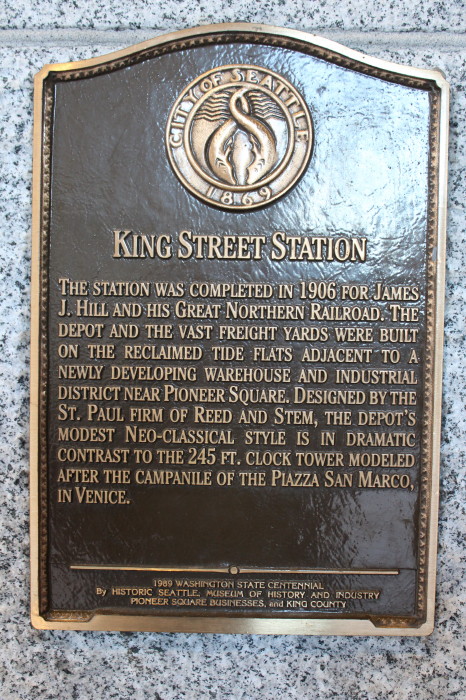 CITY OF SEATTLE
1869
KING STREET STATION
THE STATION WAS COMPLETED IN 1906 FOR JAMES
J. HILL AND HIS GREAT NORTHERN RAILROAD. THE
DEPOT AND THE VAST FREIGHT YARDS WERE BUILT
ON THE RECLAIMED TIDE FLATS ADJACENT TO A
NEWLY DEVELOPING WAREHOUSE AND INDUSTRIAL
DISTRICT NEAR PIONEER SQUARE. DESIGNED BY THE
ST. PAUL FIRM OF REED AND STEM, THE DEPOT'S
MODEST NEO-CLASSICAL STYLE IS IN DRAMATIC
CONTRAST TO THE 245 FT. CLOCK TOWER MODELED
AFTER THE CAMPANILE OF THE PIAZZA SAN MARCO,
IN VENICE.
1989 WASHINGTON STATE CENTENNIAL
By HISTORIC SEATTLE, MUSEUM OF HISTORY AND INDUSTRY
PIONEER SQUARE BUSINESSES, and KING COUNTY